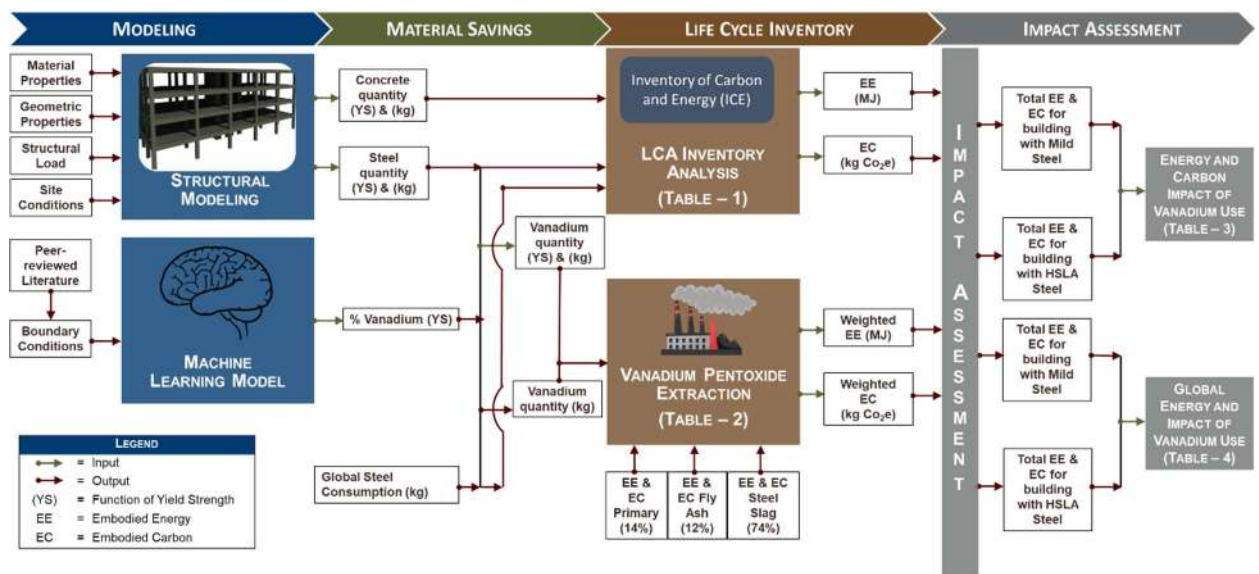 MODELING
MATERIAL SAVINGS
LIFE CYCLE INVENTORY
IMPACT ASSESSMENT
Material
Properties
Geometric
Properties
Structural
Load
Site
Conditions
STRUCTURAL
MODELING
Peer-
reviewed
Literature
Boundary
Conditions
MACHINE
LEARNING MODEL
LEGEND
= Input
= Output
(YS) = Function of Yield Strength
EE = Embodied Energy
EC = Embodied Carbon
Concrete
quantity
(YS) & (kg)
Steel
quantity
(YS) & (kg)
Vanadium
quantity
(YS) & (kg)
% Vanadium (YS)
Vanadium
quantity (kg)
Global Steel
Consumption (kg)
Inventory of Carbon
and Energy (ICE)
LCA INVENTORY
ANALYSIS
(TABLE – 1)
VANADIUM PENTOXIDE
EXTRACTION
(TABLE – 2)
EE &
EC
Primary
(14%)
EE &
EC Fly
Ash
(12%)
EE & EC
Steel
Slag
(74%)
EE
(MJ)
EC
(kg Co₂e)
Weighted
EE (MJ)
Weighted
EC
(kg Co₂e)
IMPACT ASSESSMENT
Total EE &
EC for
building
with Mild
Steel
Total EE &
EC for
building
with HSLA
Steel
Total EE &
EC for
building
with Mild
Steel
Total EE &
EC for
building
with HSLA
Steel
ENERGY AND
CARBON
IMPACT OF
VANADIUM USE
(TABLE – 3)
GLOBAL
ENERGY AND
IMPACT OF
VANADIUM USE
(TABLE – 4)